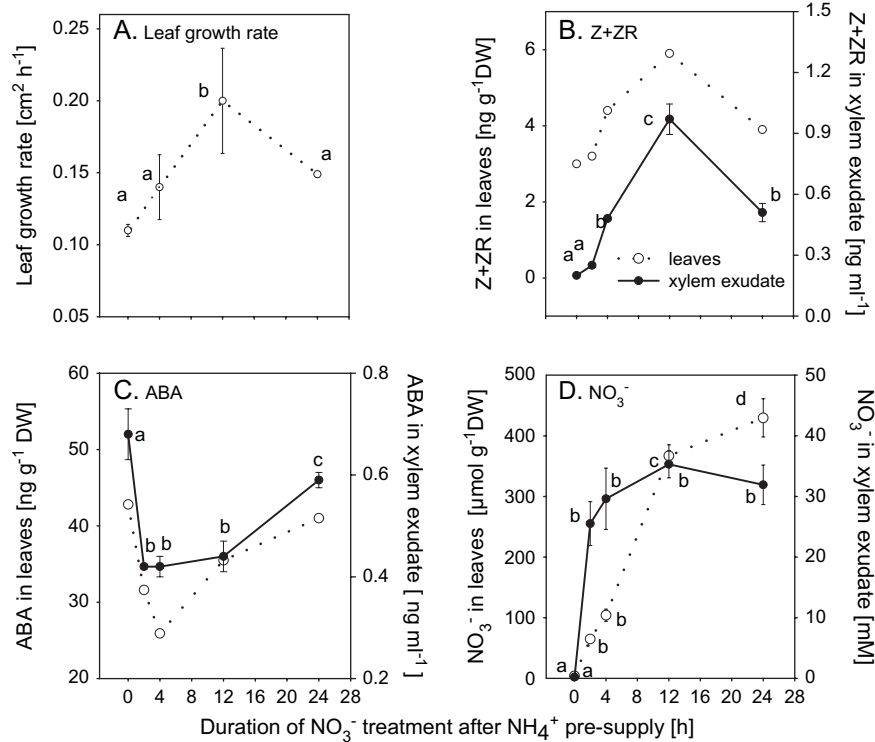 A. Leaf growth rate
Leaf growth rate [cm² h⁻¹]
0.25
0.20
0.15
0.10
0.05
a
a
b
a
B. Z+ZR
Z+ZR in leaves [ng g⁻¹DW]
6
4
2
0
Z+ZR in xylem exudate [ng ml⁻¹]
1.5
1.2
0.9
0.6
0.3
0.0
a
a
b
c
b
leaves
xylem exudate
C. ABA
ABA in leaves [ng g⁻¹ DW]
60
50
40
30
20
ABA in xylem exudate [ ng ml⁻¹]
0.8
0.6
0.4
0.2
a
b
b
b
c
0 4 8 12 16 20 24 28
D. NO₃⁻
NO₃⁻ in leaves [µmol g⁻¹DW]
500
400
300
200
100
0
NO₃⁻ in xylem exudate [mM]
50
40
30
20
10
0
a
a
b
b
b
b
c
b
d
b
0 4 8 12 16 20 24 28
Duration of NO₃⁻ treatment after NH₄⁺ pre-supply [h]